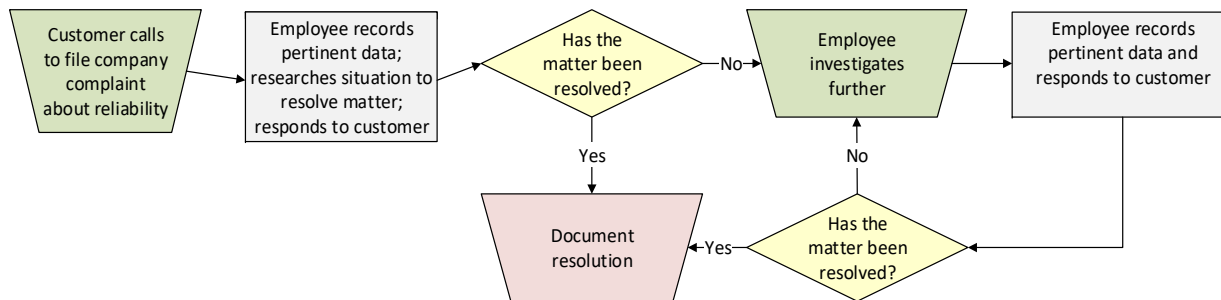 Customer calls
to file company
complaint
about reliability
Employee records
pertinent data;
researches situation to
resolve matter;
responds to customer
Has the
matter been
resolved?
No
Employee
investigates
further
Employee records
pertinent data and
responds to customer
Yes
No
Document
resolution
Yes
Has the
matter been
resolved?